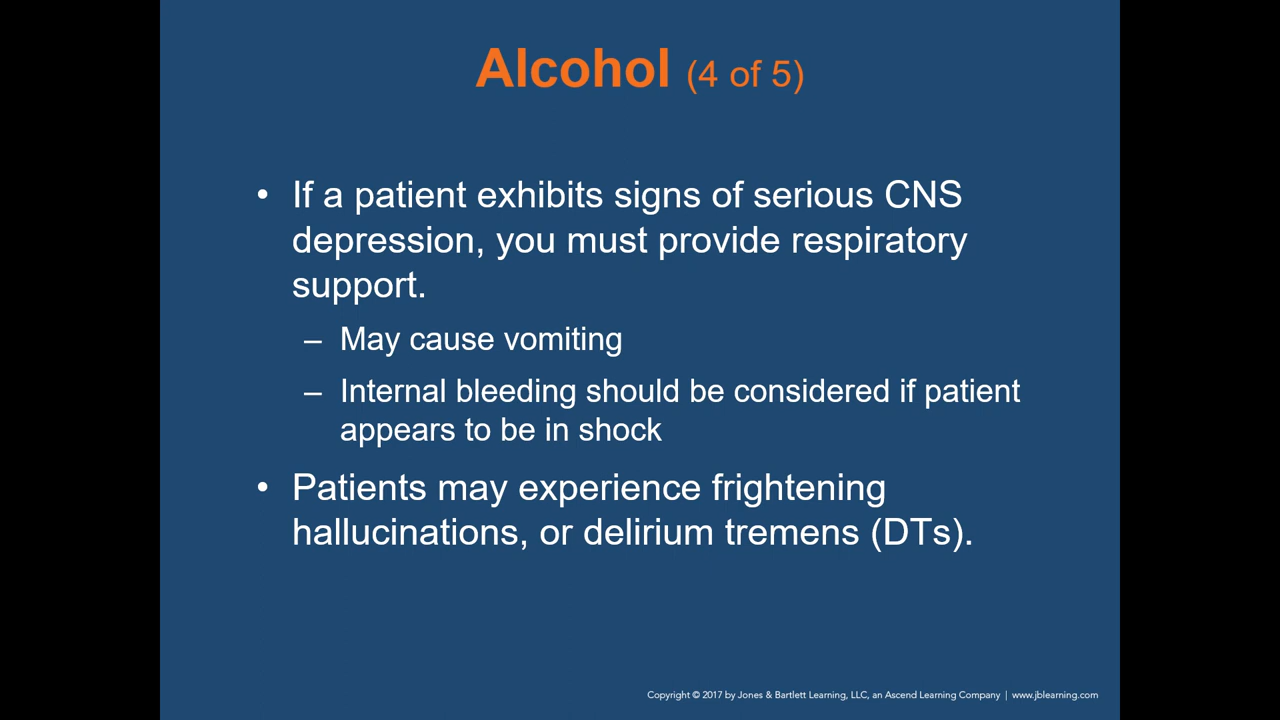 Alcohol (4 of 5)
• If a patient exhibits signs of serious CNS
depression, you must provide respiratory
support.
– May cause vomiting
– Internal bleeding should be considered if patient
appears to be in shock
• Patients may experience frightening
hallucinations, or delirium tremens (DTs).
Copyright © 2017 by Jones & Bartlett Learning, LLC, an Ascend Learning Company | www.jblearning.com